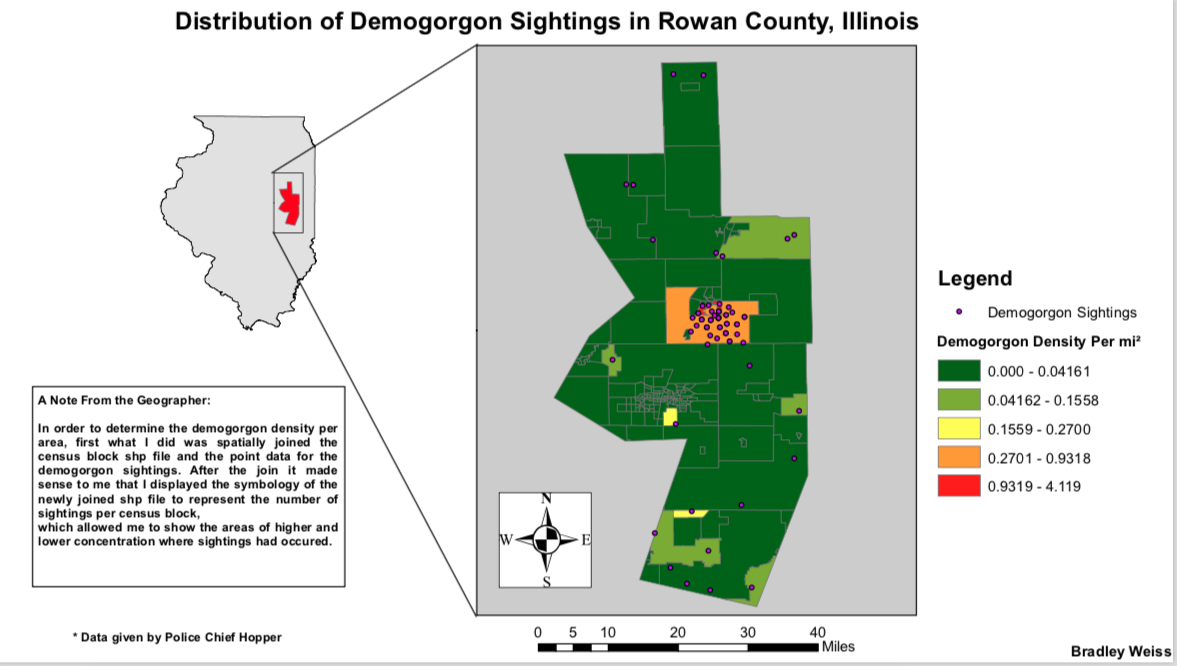 Distribution of Demogorgon Sightings in Rowan County, Illinois
Legend
Demogorgon Sightings
Demogorgon Density Per mi²
0.000 - 0.04161
0.04162 - 0.1558
0.1559 - 0.2700
0.2701 - 0.9318
0.9319 - 4.119
A Note From the Geographer:
In order to determine the demogorgon density per
area, first what I did was spatially joined the
census block shp file and the point data for the
demogorgon sightings. After the join it made
sense to me that I displayed the symbology of the
newly joined shp file to represent the number of
sightings per census block,
which allowed me to show the areas of higher and
lower concentration where sightings had occured.
N
W E
S
* Data given by Police Chief Hopper
0 5 10 20 30 40
Miles
Bradley Weiss